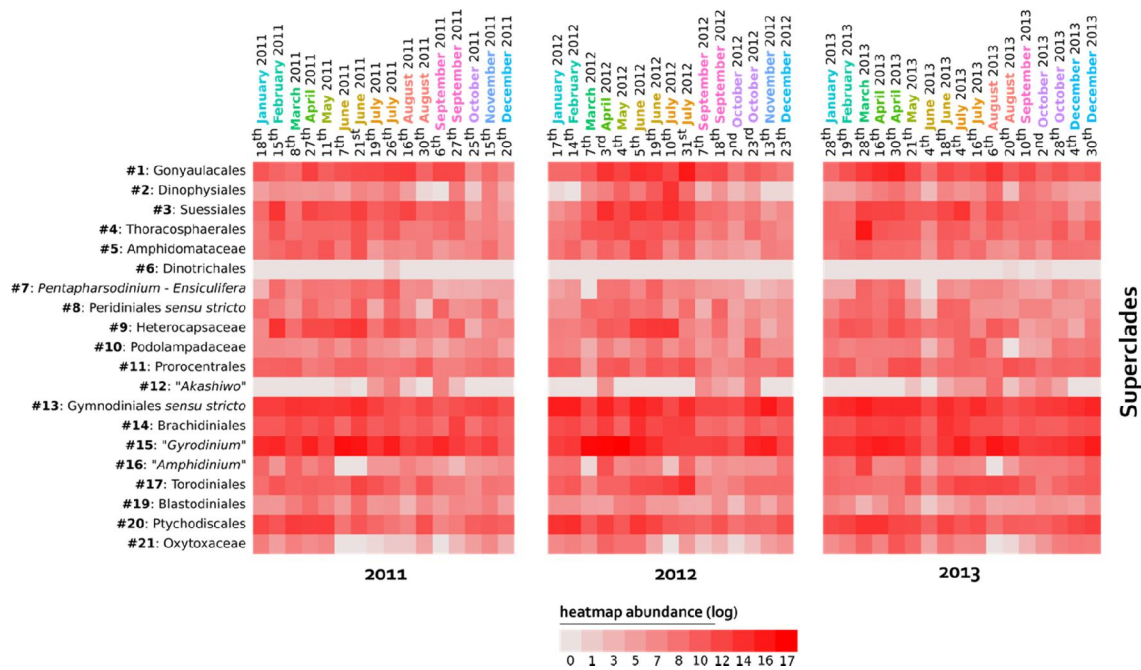 18th January 2011
15th February 2011
8th March 2011
27th April 2011
11th May 2011
7th June 2011
21st June 2011
19th July 2011
26th July 2011
16th August 2011
30th August 2011
6th September 2011
27th September 2011
25th October 2011
15th November 2011
20th December 2011
17th January 2012
14th February 2012
7th March 2012
3rd April 2012
4th May 2012
5th June 2012
19th June 2012
10th July 2012
31st July 2012
7th September 2012
18th September 2012
2nd October 2012
23rd October 2012
13th November 2012
23rd December 2012
28th January 2013
19th February 2013
28th March 2013
16th April 2013
30th April 2013
21th May 2013
4th June 2013
18th June 2013
4th July 2013
16th July 2013
6th August 2013
20th August 2013
10th September 2013
2nd October 2013
28th October 2013
4th December 2013
30th December 2013
#1: Gonyaulacales
#2: Dinophysiales
#3: Suessiales
#4: Thoracosphaerales
#5: Amphidomataceae
#6: Dinotrichales
#7: Pentapharsodinium - Ensiculifera
#8: Peridiniales sensu stricto
#9: Heterocapsaceae
#10: Podolampadaceae
#11: Prorocentrales
#12: "Akashiwo"
#13: Gymnodiniales sensu stricto
#14: Brachidiniales
#15: "Gyrodinium"
#16: "Amphidinium"
#17: Torodiniales
#19: Blastodiniales
#20: Ptychodiscales
#21: Oxytoxaceae
Superclades
2011 2012 2013
heatmap abundance (log)
0 1 3 5 7 8 10 12 14 16 17